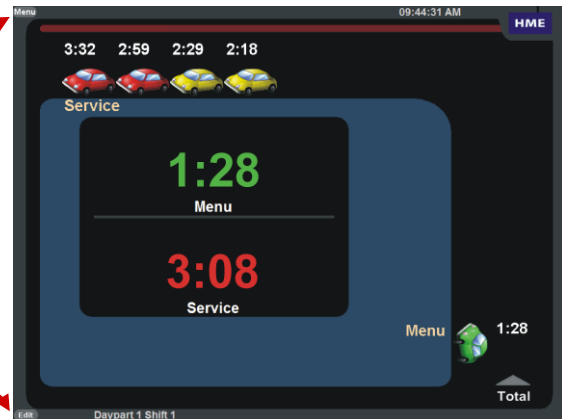 Menu 09:44:31 AM
HME
3:32 2:59 2:29 2:18
Service
1:28
Menu
3:08
Service
Menu 1:28
Total
Edit Daypart 1 Shift 1